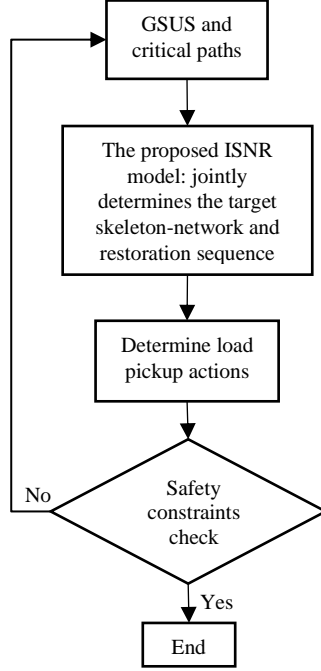 GSUS and
critical paths
The proposed ISNR
model: jointly
determines the target
skeleton-network and
restoration sequence
Determine load
pickup actions
No
Safety
constraints
check
Yes
End